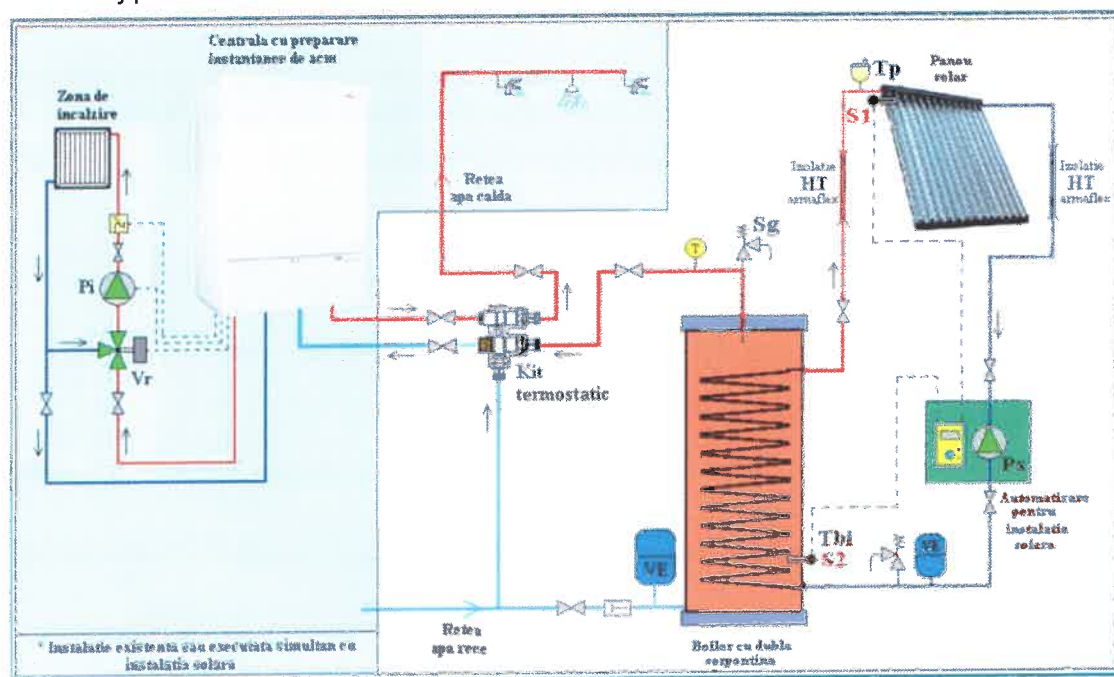 Centrala cu preparare
instantanee de acm
Zona de
incalzire
Pi
Vr
Retea
apa calda
Kit
termostatic
T
Sg
Tp
S1
Panou
solar
Izolatie
HT
armaflex
Izolatie
HT
armaflex
Px
Automatizare
pentru
instalatia
solara
Tbi
S2
VE
VE
Retea
apa rece
Boiler cu dubla
serpentina
* Instalatie existenta sau executata simultan cu
instalatia solara